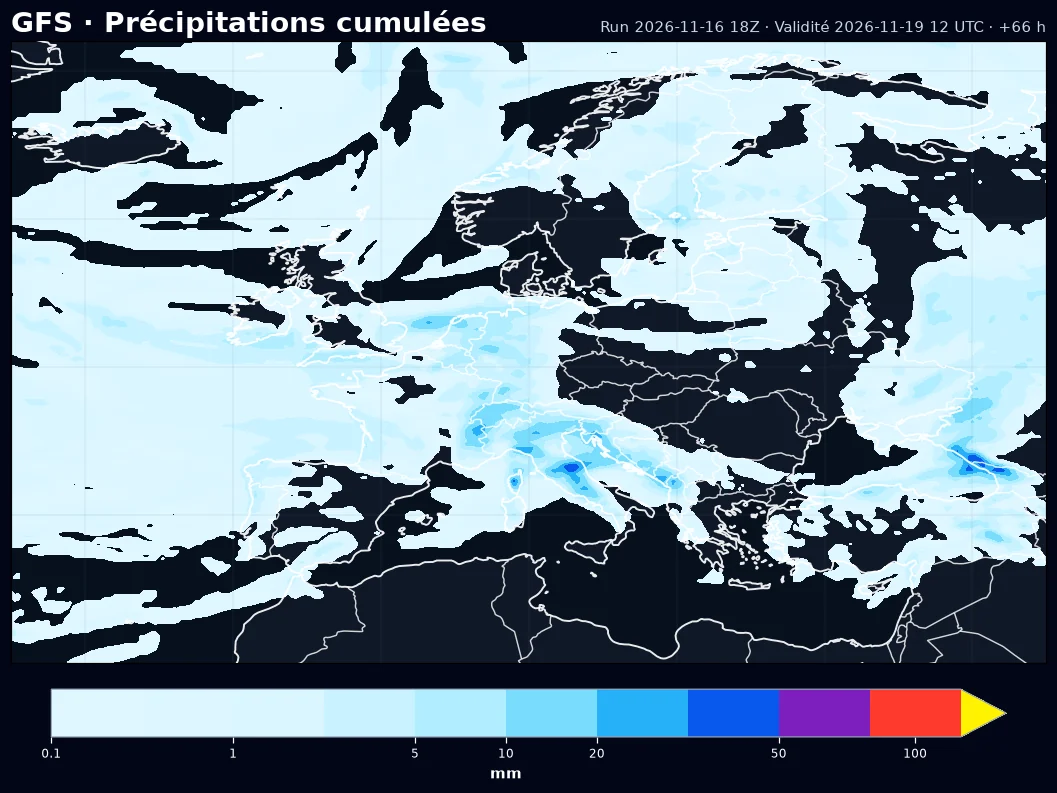 GFS · Précipitations cumulées
Run 2026-11-16 18Z · Validité 2026-11-19 12 UTC · +66 h
0.1 1 5 10 20 50 100
mm